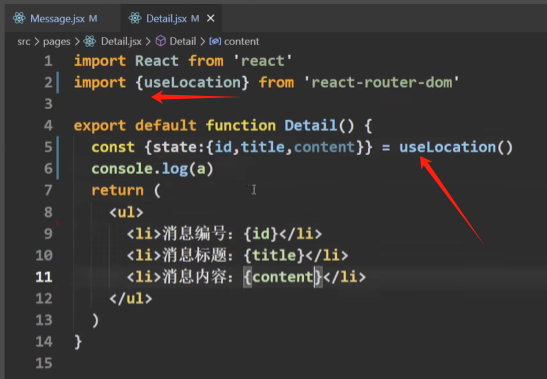 Message.jsx M
Detail.jsx M ×
src > pages > Detail.jsx > Detail > content
1 import React from 'react'
2 import {useLocation} from 'react-router-dom'
3
4 export default function Detail() {
5 const {state:{id,title,content}} = useLocation()
6 console.log(a)
7 return (
8 <ul>
9 <li>消息编号：{id}</li>
10 <li>消息标题：{title}</li>
11 <li>消息内容：{content}</li>
12 </ul>
13 )
14 }
15